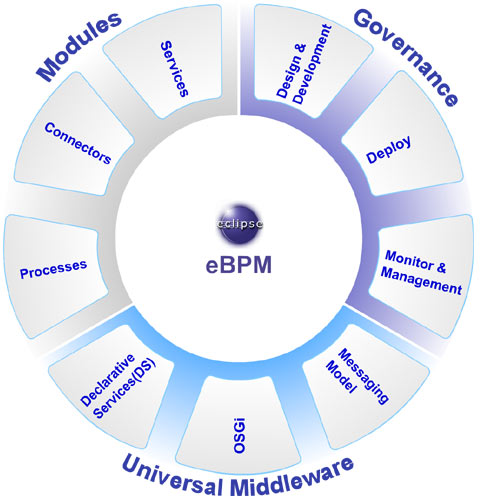 Modules
Services
Connectors
Processes
Governance
Design &
Development
Deploy
Monitor &
Management
eclipse
eBPM
Declarative
Services(DS)
OSGi
Messaging
Model
Universal Middleware